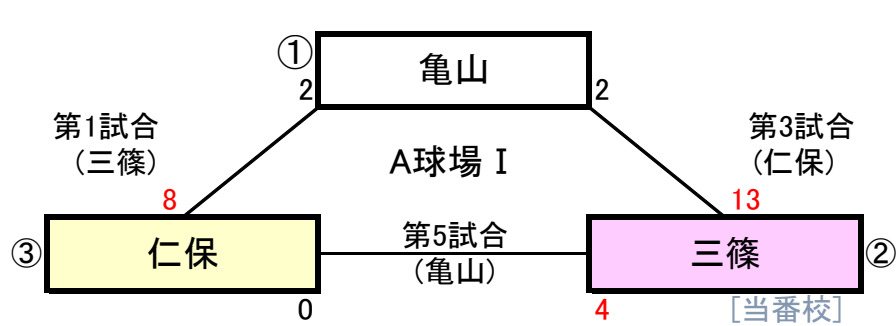 ①
亀山
2
2
第1試合
(三篠)
A球場 I
第3試合
(仁保)
8
13
③
仁保
第5試合
(亀山)
三篠
②
0
4
[当番校]